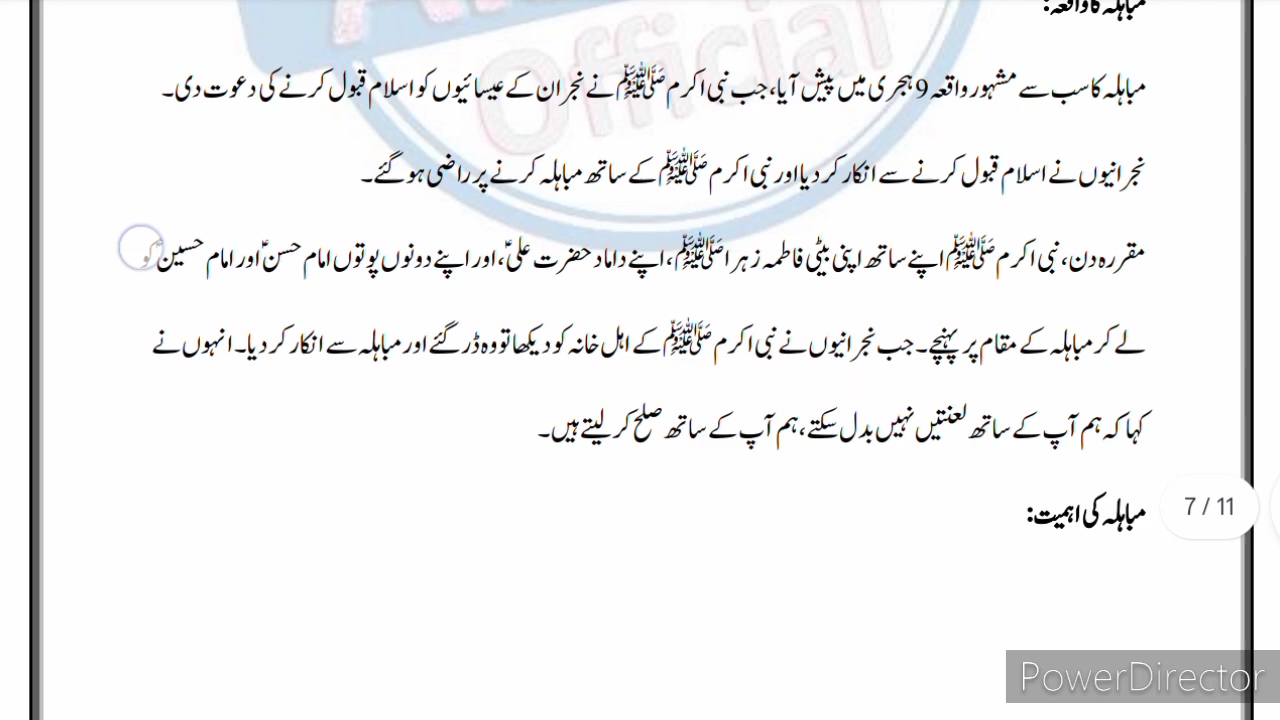 مباہلہ کا واقعہ:
Official
مباہلہ کا سب سے مشہور واقعہ 9 ہجری میں پیش آیا، جب نبی اکرم ﷺ نے نجران کے عیسائیوں کو اسلام قبول کرنے کی دعوت دی۔
نجرانیوں نے اسلام قبول کرنے سے انکار کر دیا اور نبی اکرم ﷺ کے ساتھ مباہلہ کرنے پر راضی ہو گئے۔
مقررہ دن، نبی اکرم ﷺ اپنے ساتھ اپنی بیٹی فاطمہ زہرا ﷺ، اپنے داماد حضرت علیؑ، اور اپنے دونوں پوتوں امام حسنؑ اور امام حسینؑ کو
لے کر مباہلہ کے مقام پر پہنچے۔ جب نجرانیوں نے نبی اکرم ﷺ کے اہل خانہ کو دیکھا تو وہ ڈر گئے اور مباہلہ سے انکار کر دیا۔ انہوں نے
کہا کہ ہم آپ کے ساتھ لعنتیں نہیں بدل سکتے، ہم آپ کے ساتھ صلح کر لیتے ہیں۔
مباہلہ کی اہمیت:
7 / 11
PowerDirector